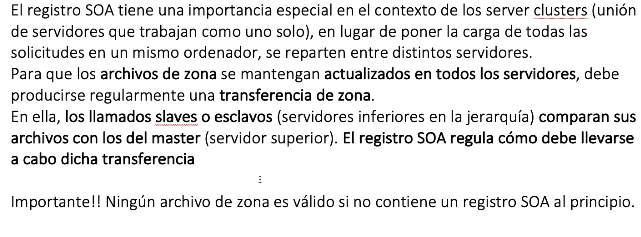 El registro SOA tiene una importancia especial en el contexto de los server clusters (unión
de servidores que trabajan como uno solo), en lugar de poner la carga de todas las
solicitudes en un mismo ordenador, se reparten entre distintos servidores.
Para que los archivos de zona se mantengan actualizados en todos los servidores, debe
producirse regularmente una transferencia de zona.
En ella, los llamados slaves o esclavos (servidores inferiores en la jerarquía) comparan sus
archivos con los del master (servidor superior). El registro SOA regula cómo debe llevarse
a cabo dicha transferencia
Importante!! Ningún archivo de zona es válido si no contiene un registro SOA al principio.